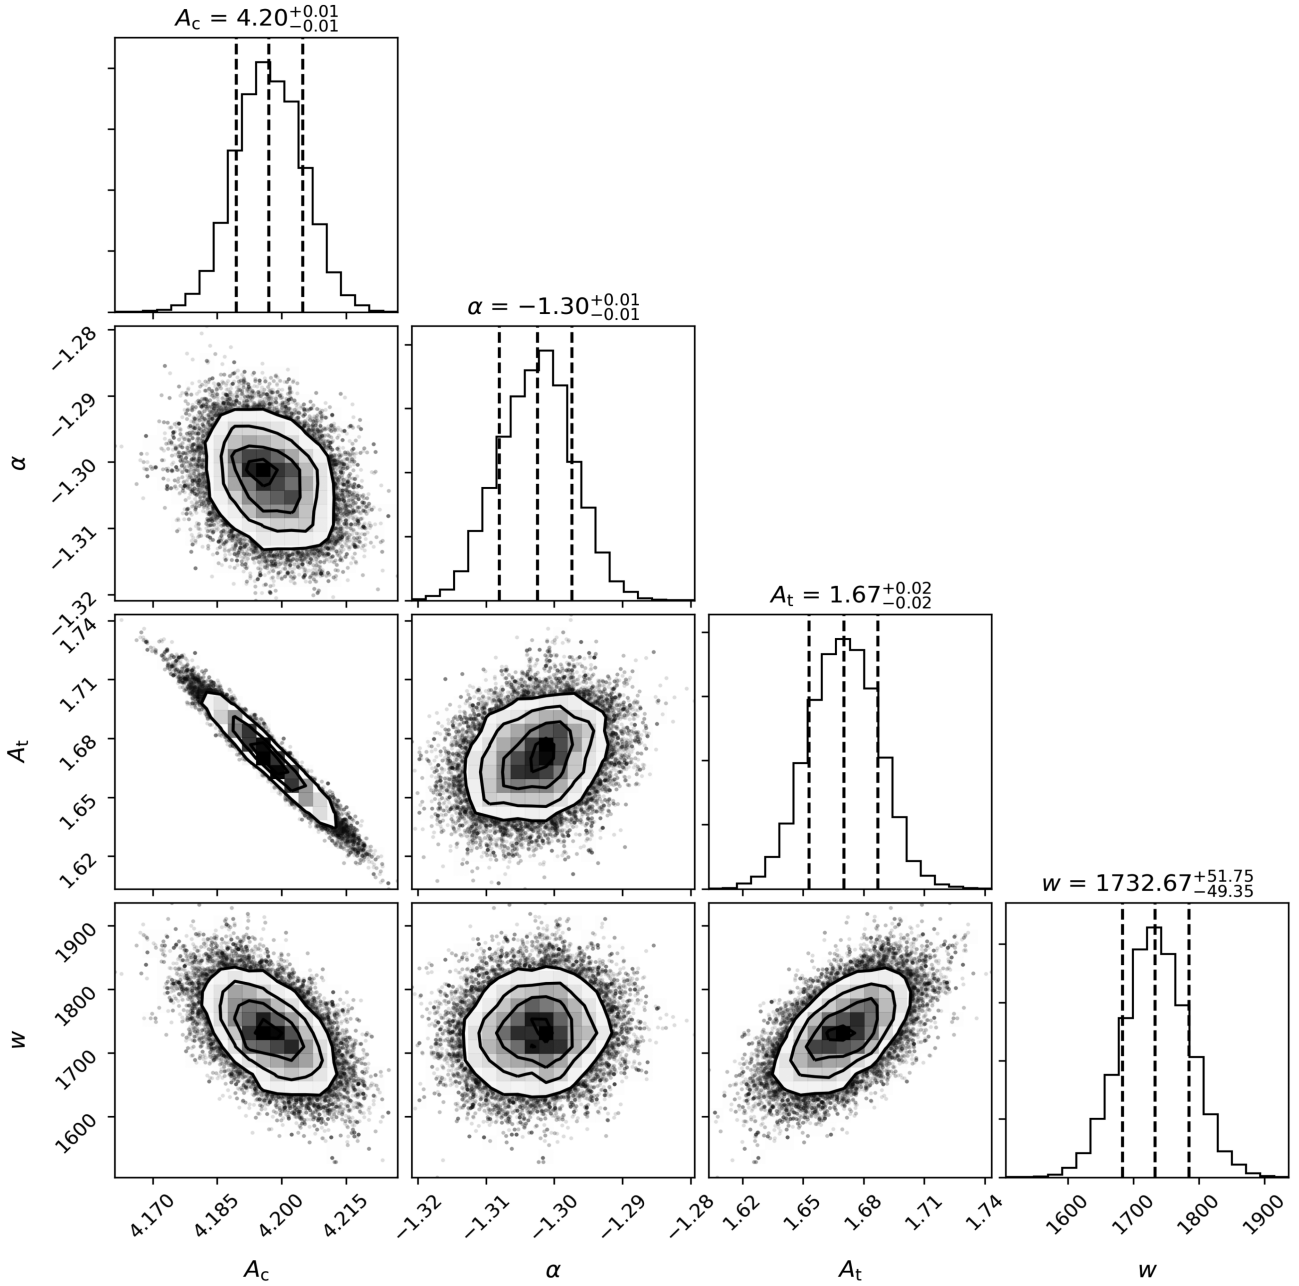 A_c = 4.20^{+0.01}_{-0.01}
α = −1.30^{+0.01}_{-0.01}
−1.28
−1.29
−1.30
−1.31
−1.32
α
A_t = 1.67^{+0.02}_{-0.02}
1.74
1.71
1.68
1.65
1.62
A_t
w = 1732.67^{+51.75}_{-49.35}
1900
1800
1700
1600
w
4.170 4.185 4.200 4.215 −1.32 −1.31 −1.30 −1.29 −1.28 1.62 1.65 1.68 1.71 1.74 1600 1700 1800 1900
A_c α A_t w